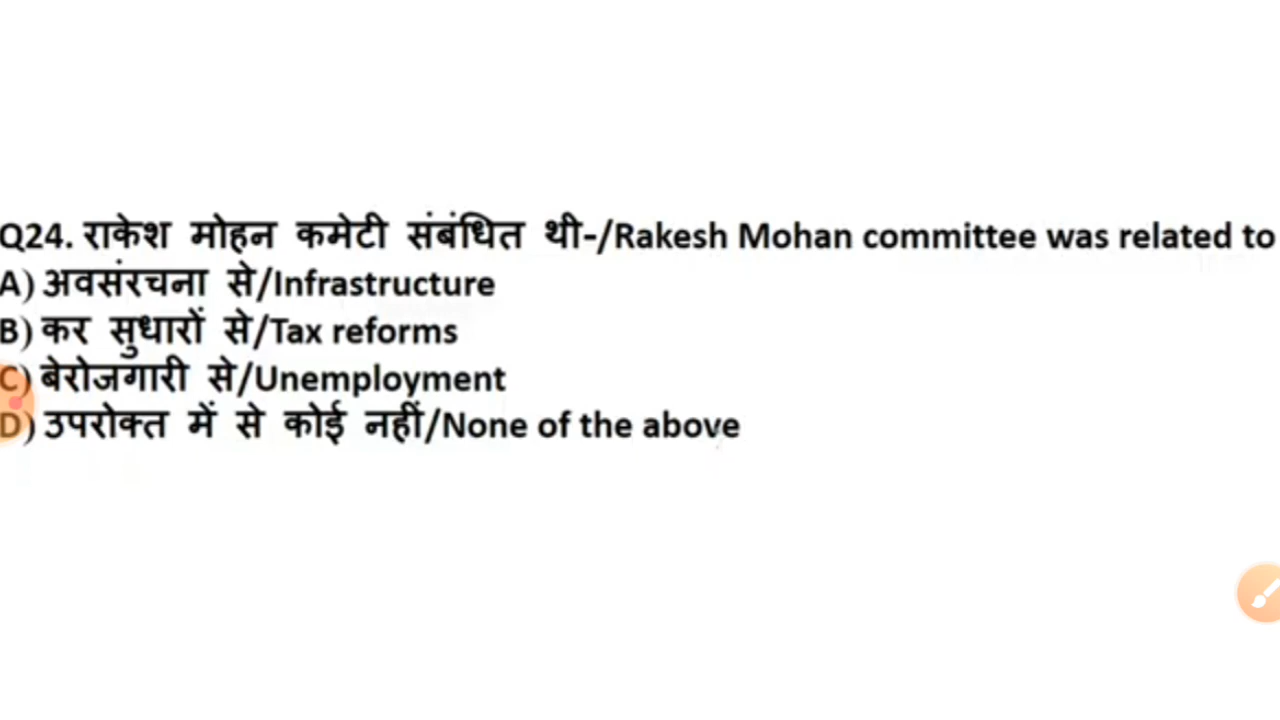 Q24. राकेश मोहन कमेटी संबंधित थी-/Rakesh Mohan committee was related to
A) अवसंरचना से/Infrastructure
B) कर सुधारों से/Tax reforms
C) बेरोजगारी से/Unemployment
D) उपरोक्त में से कोई नहीं/None of the above